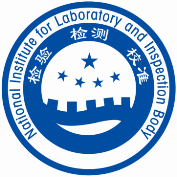 National Institute for Laboratory and Inspection Body
检验 检测 校准